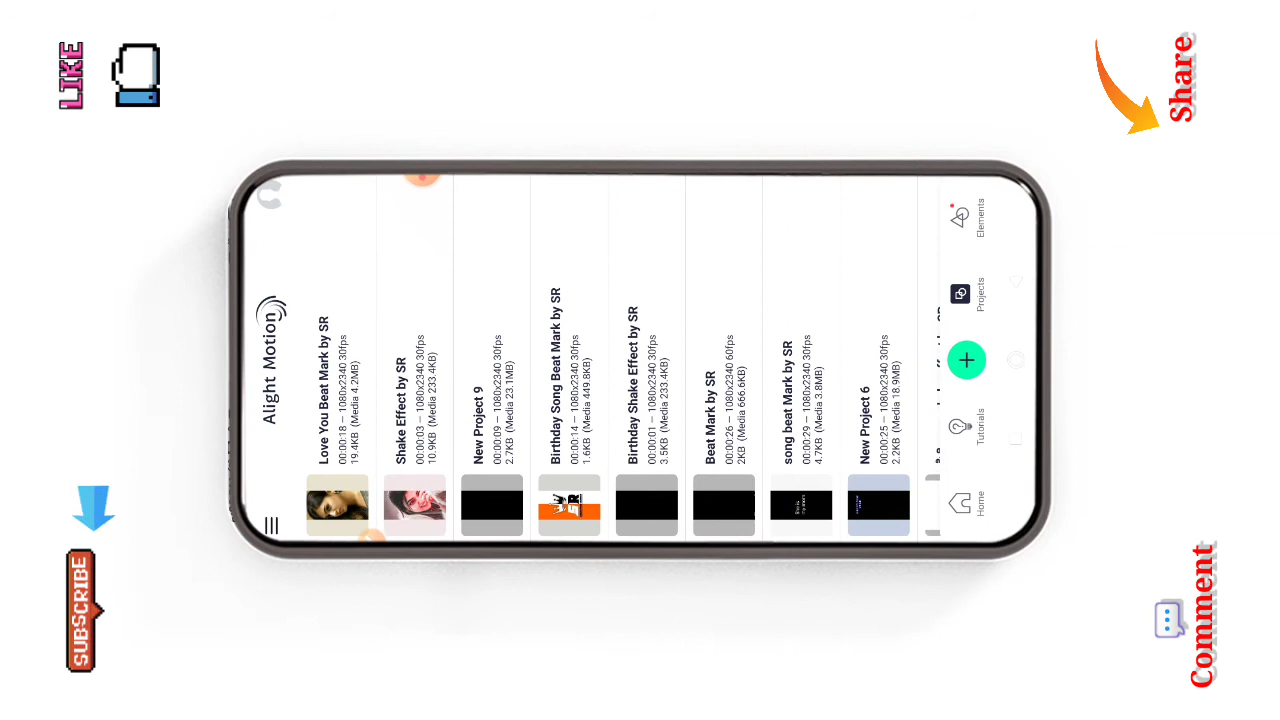 LIKE
SUBSCRIBE
Alight Motion
Love You Beat Mark by SR
00:00:18 — 1080x2340 30fps
19.4KB (Media 4.2MB)
Shake Effect by SR
00:00:03 — 1080x2340 30fps
10.9KB (Media 233.4KB)
New Project 9
00:00:09 — 1080x2340 30fps
2.7KB (Media 23.1MB)
Birthday Song Beat Mark by SR
00:00:14 — 1080x2340 30fps
1.6KB (Media 449.8KB)
SR
Birthday Shake Effect by SR
00:00:01 — 1080x2340 30fps
3.5KB (Media 233.4KB)
Beat Mark by SR
00:00:26 — 1080x2340 60fps
2KB (Media 666.6KB)
song beat Mark by SR
00:00:29 — 1080x2340 30fps
4.7KB (Media 3.8MB)
New Project 6
00:00:25 — 1080x2340 30fps
2.2KB (Media 18.9MB)
Home
Tutorials
Projects
Elements
Share
Comment